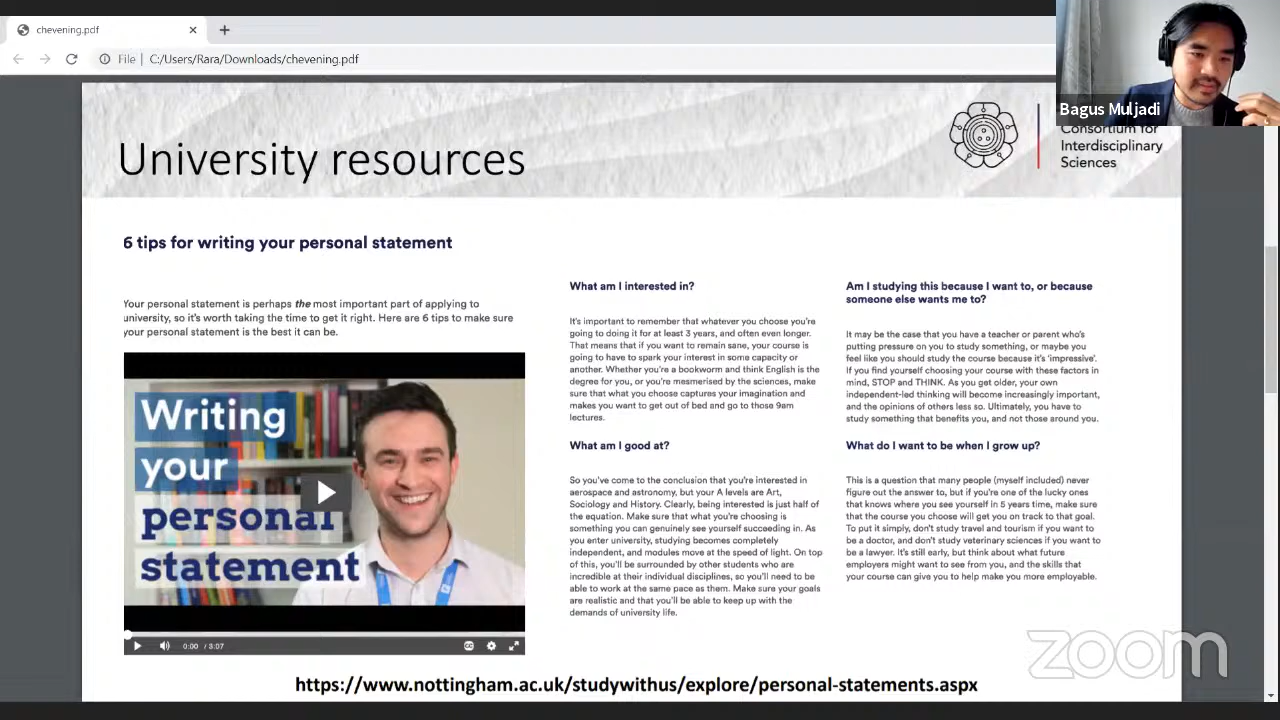 chevening.pdf
File | C:/Users/Rara/Downloads/chevening.pdf
Bagus Muljadi
Consortium for
Interdisciplinary
Sciences
University resources
6 tips for writing your personal statement
Your personal statement is perhaps the most important part of applying to
university, so it's worth taking the time to get it right. Here are 6 tips to make sure
your personal statement is the best it can be.
Writing
your
personal
statement
0:00 / 3:07
CC
What am I interested in?
It's important to remember that whatever you choose you're
going to doing it for at least 3 years, and often even longer.
That means that if you want to remain sane, your course is
going to have to spark your interest in some capacity or
another. Whether you're a bookworm and think English is the
degree for you, or you're mesmerised by the sciences, make
sure that what you choose captures your imagination and
makes you want to get out of bed and go to those 9am
lectures.
What am I good at?
So you've come to the conclusion that you're interested in
aerospace and astronomy, but your A levels are Art,
Sociology and History. Clearly, being interested is just half of
the equation. Make sure that what you're choosing is
something you can genuinely see yourself succeeding in. As
you enter university, studying becomes completely
independent, and modules move at the speed of light. On top
of this, you'll be surrounded by other students who are
incredible at their individual disciplines, so you'll need to be
able to work at the same pace as them. Make sure your goals
are realistic and that you'll be able to keep up with the
demands of university life.
Am I studying this because I want to, or because
someone else wants me to?
It may be the case that you have a teacher or parent who's
putting pressure on you to study something, or maybe you
feel like you should study the course because it's 'impressive'.
If you find yourself choosing your course with these factors in
mind, STOP and THINK. As you get older, your own
independent-led thinking will become increasingly important,
and the opinions of others less so. Ultimately, you have to
study something that benefits you, and not those around you.
What do I want to be when I grow up?
This is a question that many people (myself included) never
figure out the answer to, but if you're one of the lucky ones
that knows where you see yourself in 5 years time, make sure
that the course you choose will get you on track to that goal.
To put it simply, don't study travel and tourism if you want to
be a doctor, and don't study veterinary sciences if you want to
be a lawyer. It's still early, but think about what future
employers might want to see from you, and the skills that
your course can give you to help make you more employable.
zoom
https://www.nottingham.ac.uk/studywithus/explore/personal-statements.aspx